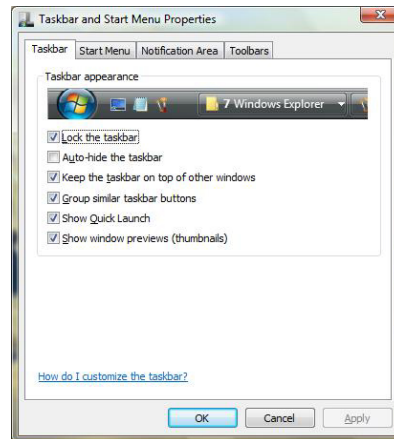 Taskbar and Start Menu Properties
Taskbar Start Menu Notification Area Toolbars
Taskbar appearance
7 Windows Explorer
Lock the taskbar
Auto-hide the taskbar
Keep the taskbar on top of other windows
Group similar taskbar buttons
Show Quick Launch
Show window previews (thumbnails)
How do I customize the taskbar?
OK Cancel Apply